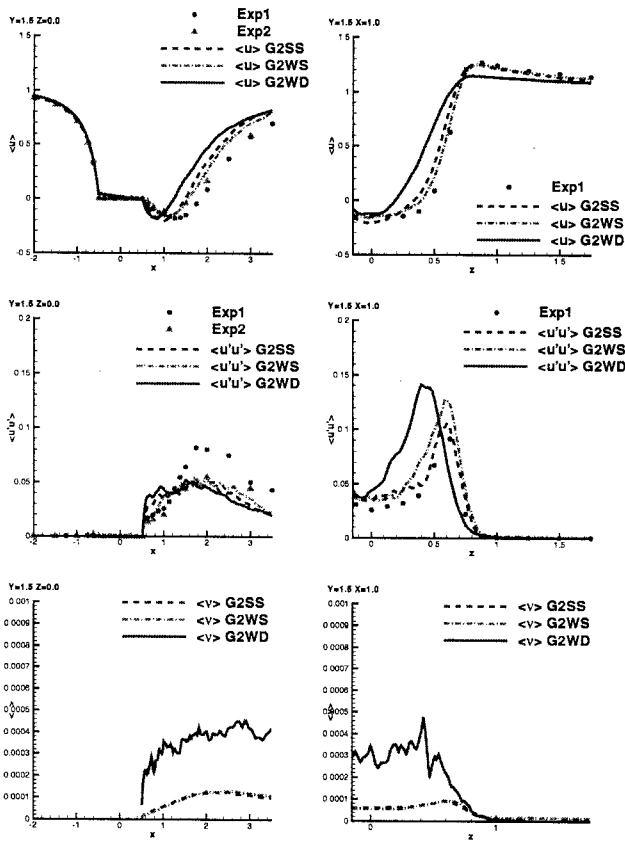 Y=1.5 Z=0.0
Exp1
Exp2
<u> G2SS
<u> G2WS
<u> G2WD
1.5
1
0.5
0
-0.5
<u>
-2
-1
0
1
2
3
x
Y=1.5 X=1.0
Exp1
<u> G2SS
<u> G2WS
<u> G2WD
1.5
1
0.5
0
-0.5
<u>
0
0.5
1
1.5
z
Y=1.5 Z=0.0
Exp1
Exp2
<u'u'> G2SS
<u'u'> G2WS
<u'u'> G2WD
0.2
0.15
0.1
0.05
0
<u'u'>
-2
-1
0
1
2
3
x
Y=1.5 X=1.0
Exp1
<u'u'> G2SS
<u'u'> G2WS
<u'u'> G2WD
0.2
0.15
0.1
0.05
0
<u'u'>
0
0.5
1
1.5
z
Y=1.5 Z=0.0
<ν> G2SS
<ν> G2WS
<ν> G2WD
0.001
0.0009
0.0008
0.0007
0.0006
0.0005
0.0004
0.0003
0.0002
0.0001
0
<ν>
-2
-1
0
1
2
3
x
Y=1.5 X=1.0
<ν> G2SS
<ν> G2WS
<ν> G2WD
0.001
0.0009
0.0008
0.0007
0.0006
0.0005
0.0004
0.0003
0.0002
0.0001
0
<ν>
0
1
z